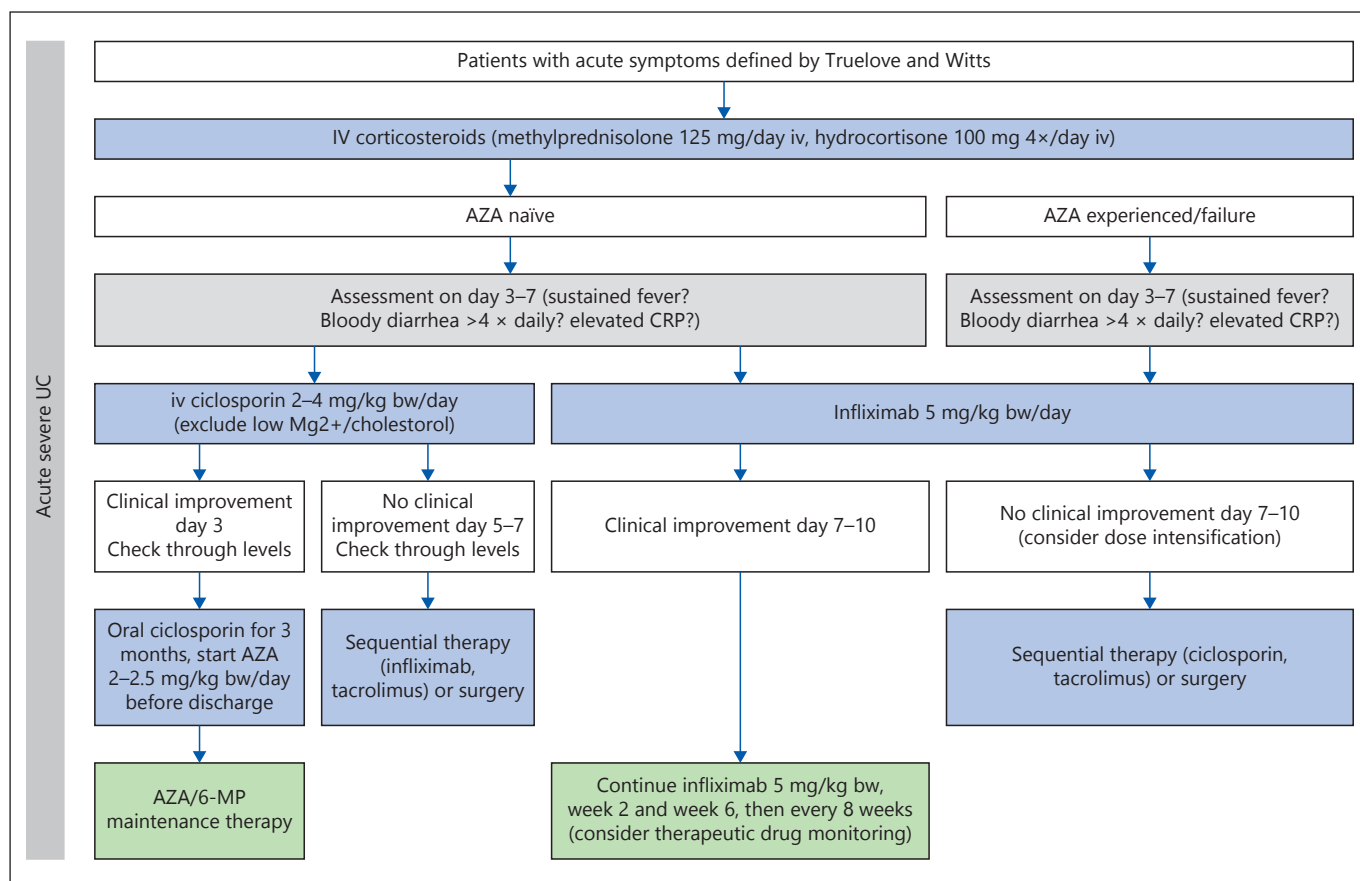 Acute severe UC
Patients with acute symptoms defined by Truelove and Witts
IV corticosteroids (methylprednisolone 125 mg/day iv, hydrocortisone 100 mg 4×/day iv)
AZA naïve
AZA experienced/failure
Assessment on day 3–7 (sustained fever?
Bloody diarrhea >4 × daily? elevated CRP?)
Assessment on day 3–7 (sustained fever?
Bloody diarrhea >4 × daily? elevated CRP?)
iv ciclosporin 2–4 mg/kg bw/day
(exclude low Mg2+/cholestorol)
Infliximab 5 mg/kg bw/day
Clinical improvement
day 3
Check through levels
No clinical
improvement day 5–7
Check through levels
Clinical improvement day 7–10
No clinical improvement day 7–10
(consider dose intensification)
Oral ciclosporin for 3
months, start AZA
2–2.5 mg/kg bw/day
before discharge
Sequential therapy
(infliximab,
tacrolimus) or surgery
Sequential therapy (ciclosporin,
tacrolimus) or surgery
AZA/6-MP
maintenance therapy
Continue infliximab 5 mg/kg bw,
week 2 and week 6, then every 8 weeks
(consider therapeutic drug monitoring)